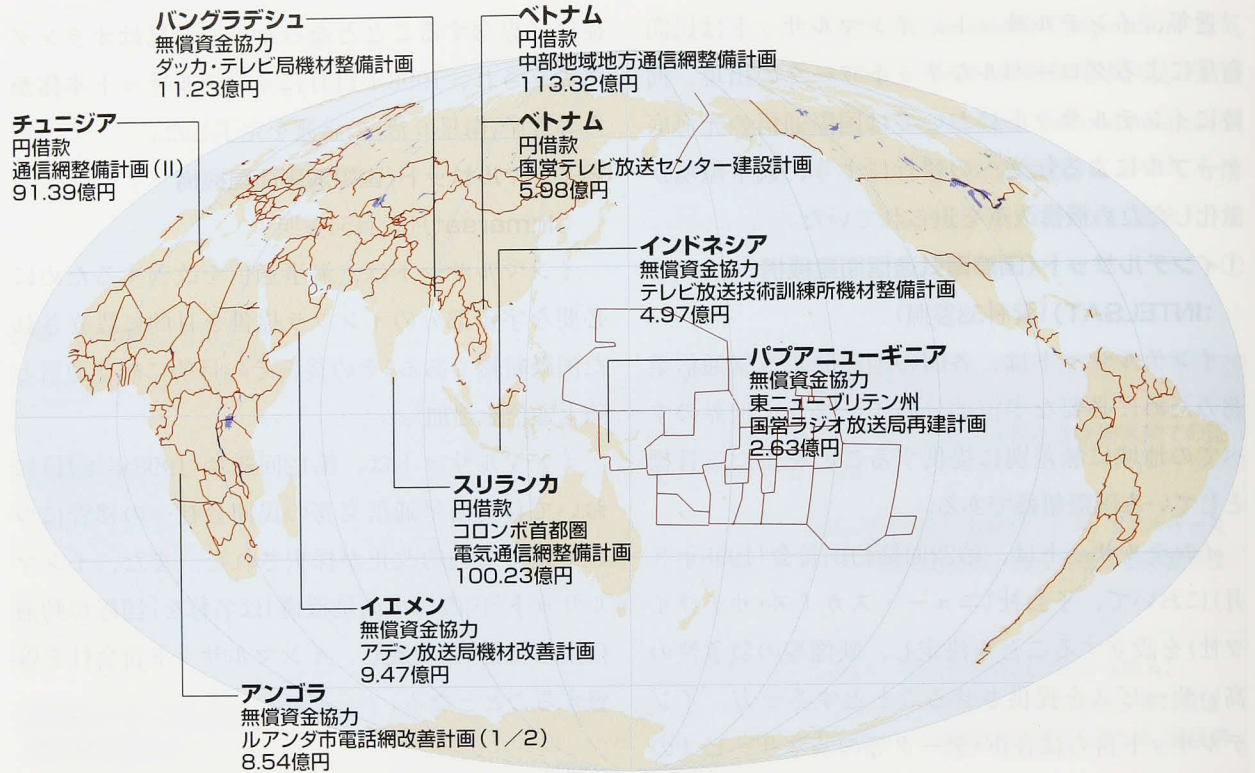 バングラデシュ
無償資金協力
ダッカ・テレビ局機材整備計画
11.23億円
ベトナム
円借款
中部地域地方通信網整備計画
113.32億円
チュニジア
円借款
通信網整備計画(II)
91.39億円
ベトナム
円借款
国営テレビ放送センター建設計画
5.98億円
インドネシア
無償資金協力
テレビ放送技術訓練所機材整備計画
4.97億円
パプアニューギニア
無償資金協力
東ニューブリテン州
国営ラジオ放送局再建計画
2.63億円
スリランカ
円借款
コロンボ首都圏
電気通信網整備計画
100.23億円
イエメン
無償資金協力
アデン放送局機材改善計画
9.47億円
アンゴラ
無償資金協力
ルアンダ市電話網改善計画(1/2)
8.54億円